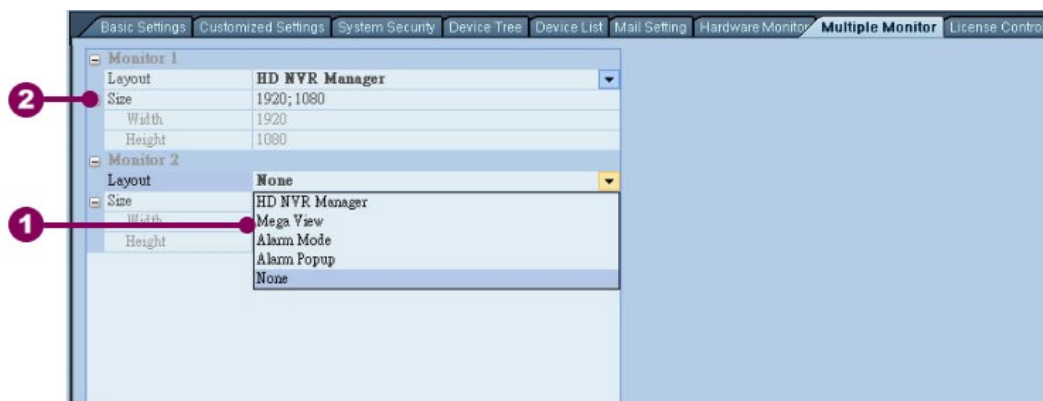 Basic Settings Customized Settings System Security Device Tree Device List Mail Setting Hardware Monitor Multiple Monitor License Contro
Monitor 1
Layout HD NVR Manager
2 Size 1920; 1080
Width 1920
Height 1080
Monitor 2
Layout None
Size HD NVR Manager
1 Width Mega View
Height Alarm Mode
Alarm Popup
None